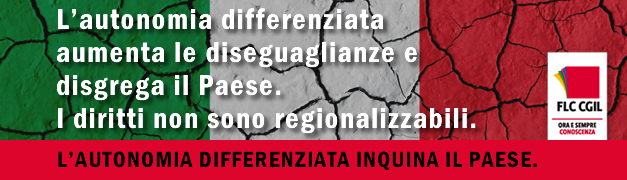 L'autonomia differenziata
aumenta le diseguaglianze e
disgrega il Paese.
I diritti non sono regionalizzabili.
FLC CGIL
ORA E SEMPRE
CONOSCENZA
L'AUTONOMIA DIFFERENZIATA INQUINA IL PAESE.